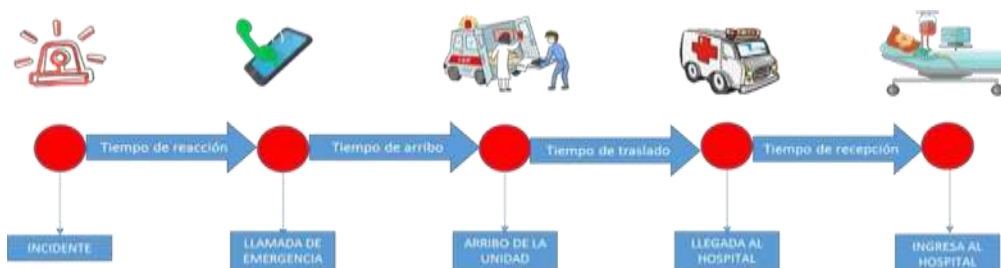 Tiempo de reacción
Tiempo de arribo
Tiempo de traslado
Tiempo de recepción
INCIDENTE
LLAMADA DE
EMERGENCIA
ARRIBO DE LA
UNIDAD
LLEGADA AL
HOSPITAL
INGRESA AL
HOSPITAL